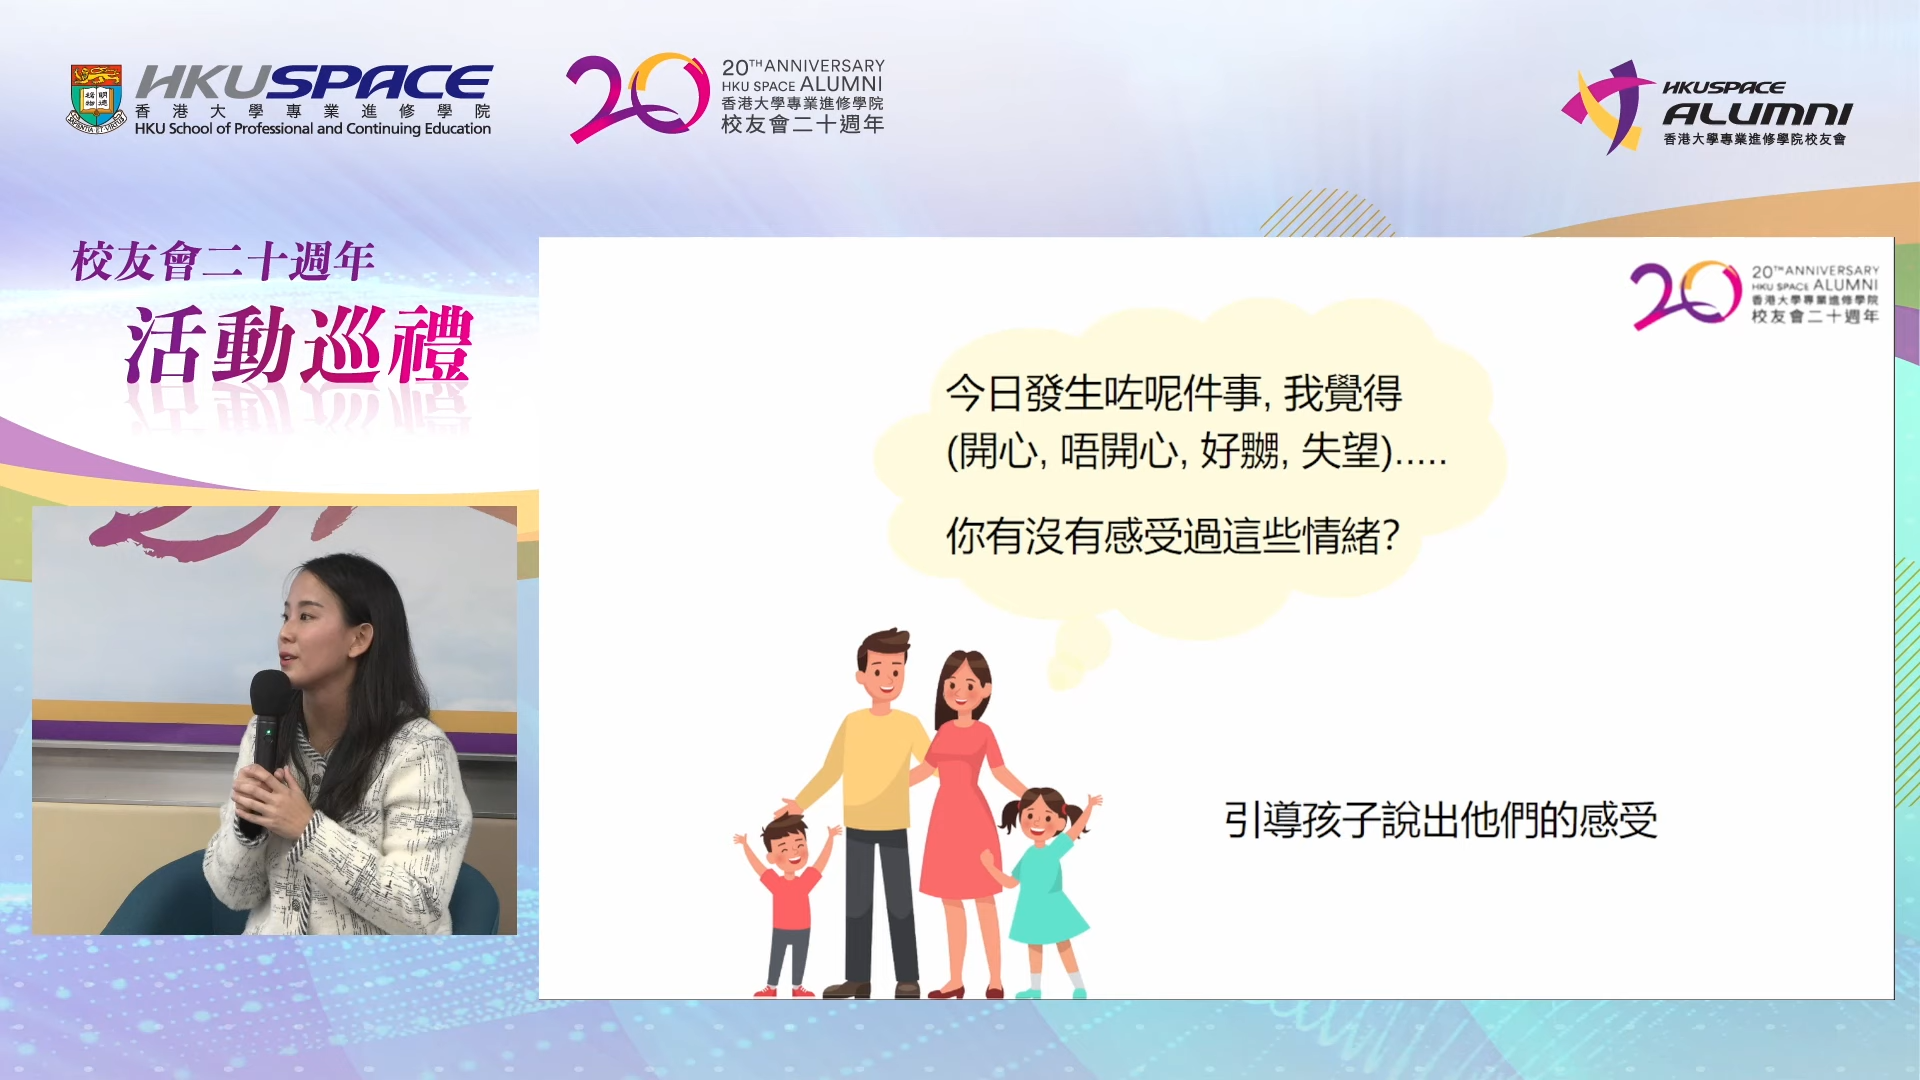 HKUSPACE
香港大學專業進修學院
HKU School of Professional and Continuing Education
20TH ANNIVERSARY
HKU SPACE ALUMNI
香港大學專業進修學院
校友會二十週年
HKUSPACE
ALUMNI
香港大學專業進修學院校友會
校友會二十週年
活動巡禮
20TH ANNIVERSARY
HKU SPACE ALUMNI
香港大學專業進修學院
校友會二十週年
今日發生咗呢件事, 我覺得
(開心, 唔開心, 好嬲, 失望).....
你有沒有感受過這些情緒?
引導孩子說出他們的感受